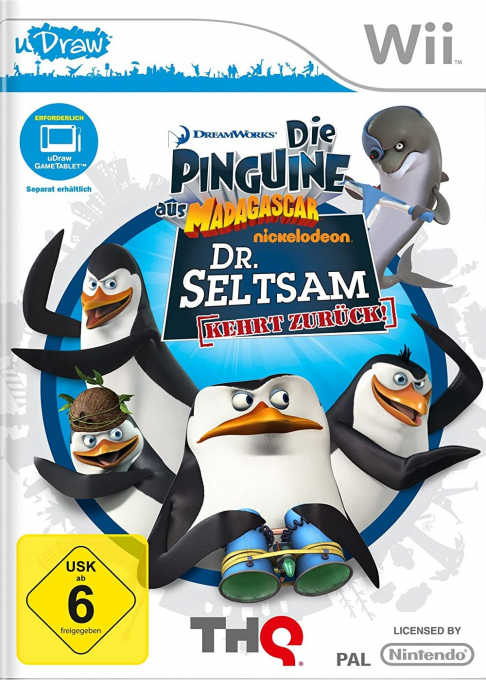 uDraw
Wii™
ERFORDERLICH
uDraw
GAMETABLET™
Separat erhältlich
DREAMWORKS
Die
PINGUINE
aus MADAGASCAR
nickelodeon
DR.
SELTSAM
KEHRT ZURÜCK!
USK
ab
6
freigegeben
THQ
LICENSED BY
PAL Nintendo